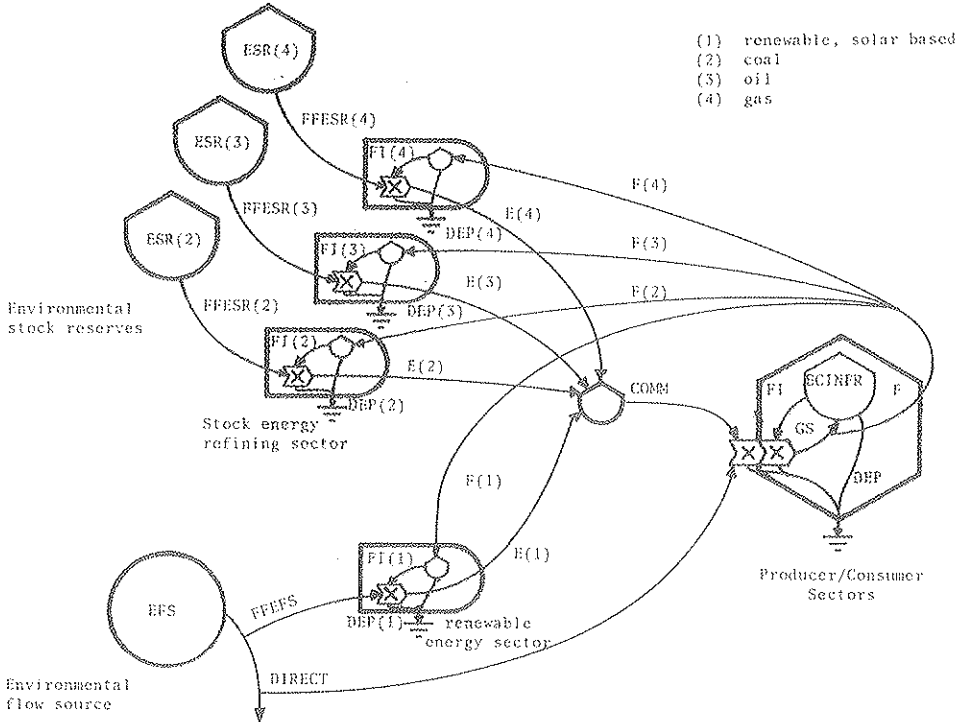 (1) renewable, solar based
(2) coal
(3) oil
(4) gas
ESR(4)
FFESR(4)
FI(4)
F(4)
ESR(3)
FFESR(3)
E(4)
DEP(4)
FI(3)
F(3)
ESR(2)
E(3)
F(2)
DEP(3)
FFESR(2)
Environmental
stock reserves
FI(2)
E(2)
DEP(2)
COMM
FI
ECINFR
F
GS
DEP
Stock energy
refining sector
F(1)
E(1)
FI(1)
Producer/Consumer
Sectors
EFS
FFEFS
DEP(1)
renewable
energy sector
DIRECT
Environmental
flow source